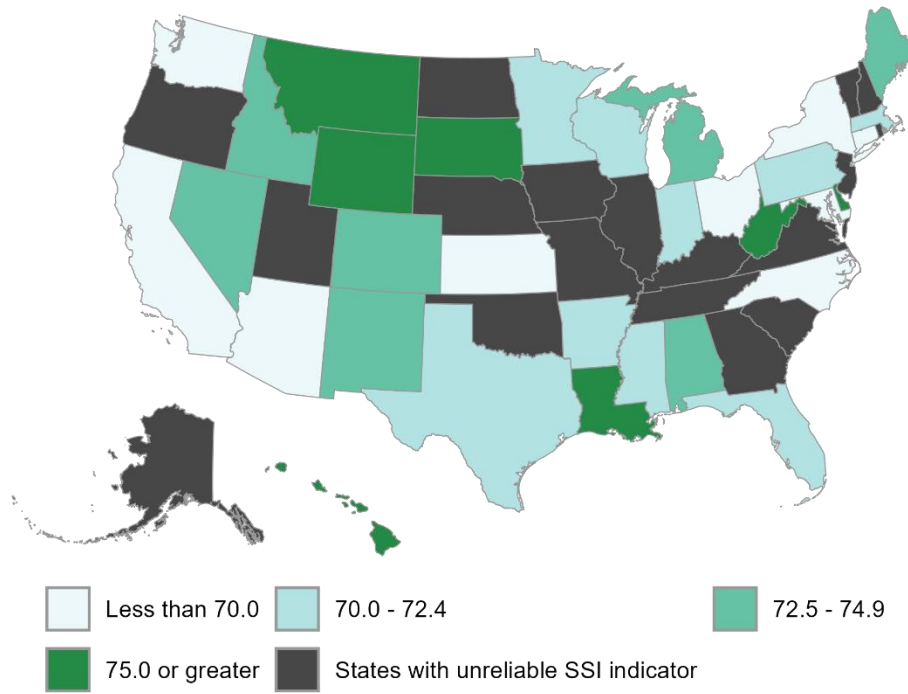 Less than 70.0
70.0 - 72.4
72.5 - 74.9
75.0 or greater
States with unreliable SSI indicator